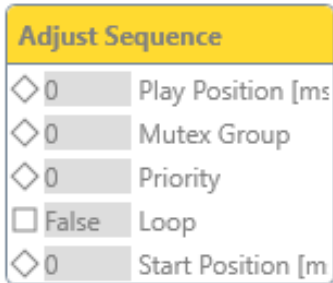 Adjust Sequence
0 Play Position [ms
0 Mutex Group
0 Priority
False Loop
0 Start Position [m